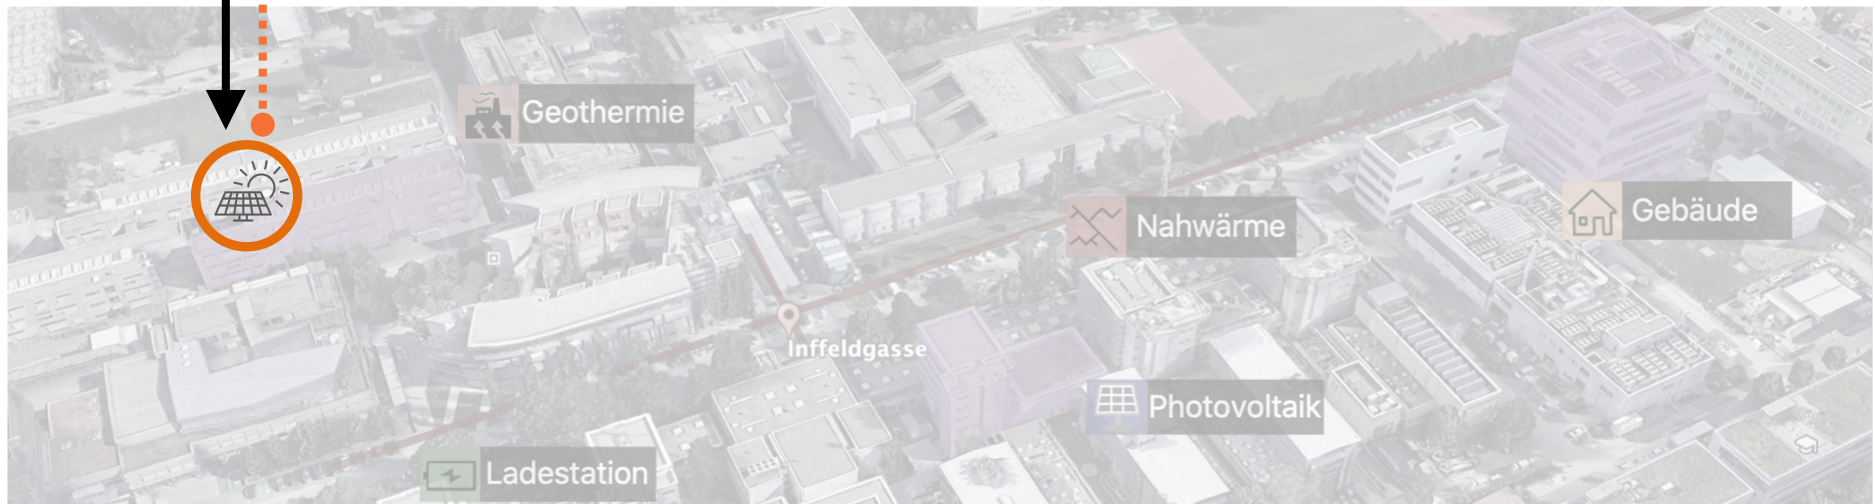 Geothermie
Nahwärme
Gebäude
Inffeldgasse
Photovoltaik
Ladestation